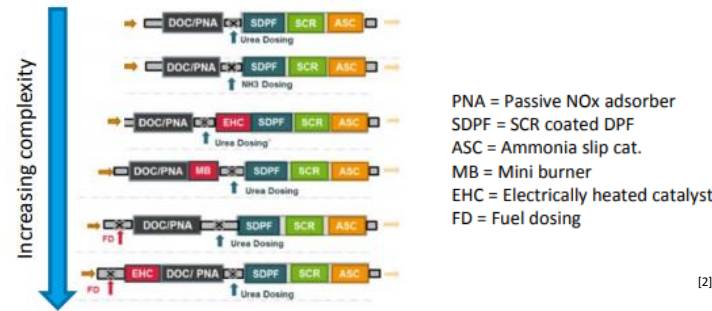 Increasing complexity
DOC/PNA SDPF SCR ASC
Urea Dosing
DOC/PNA SDPF SCR ASC
NH3 Dosing
DOC/PNA EHC SDPF SCR ASC
Urea Dosing`
DOC/PNA MB SDPF SCR ASC
Urea Dosing
DOC/PNA SDPF SCR ASC
FD Urea Dosing
EHC DOC/ PNA SDPF SCR ASC
FD Urea Dosing
PNA = Passive NOx adsorber
SDPF = SCR coated DPF
ASC = Ammonia slip cat.
MB = Mini burner
EHC = Electrically heated catalyst
FD = Fuel dosing
[2]